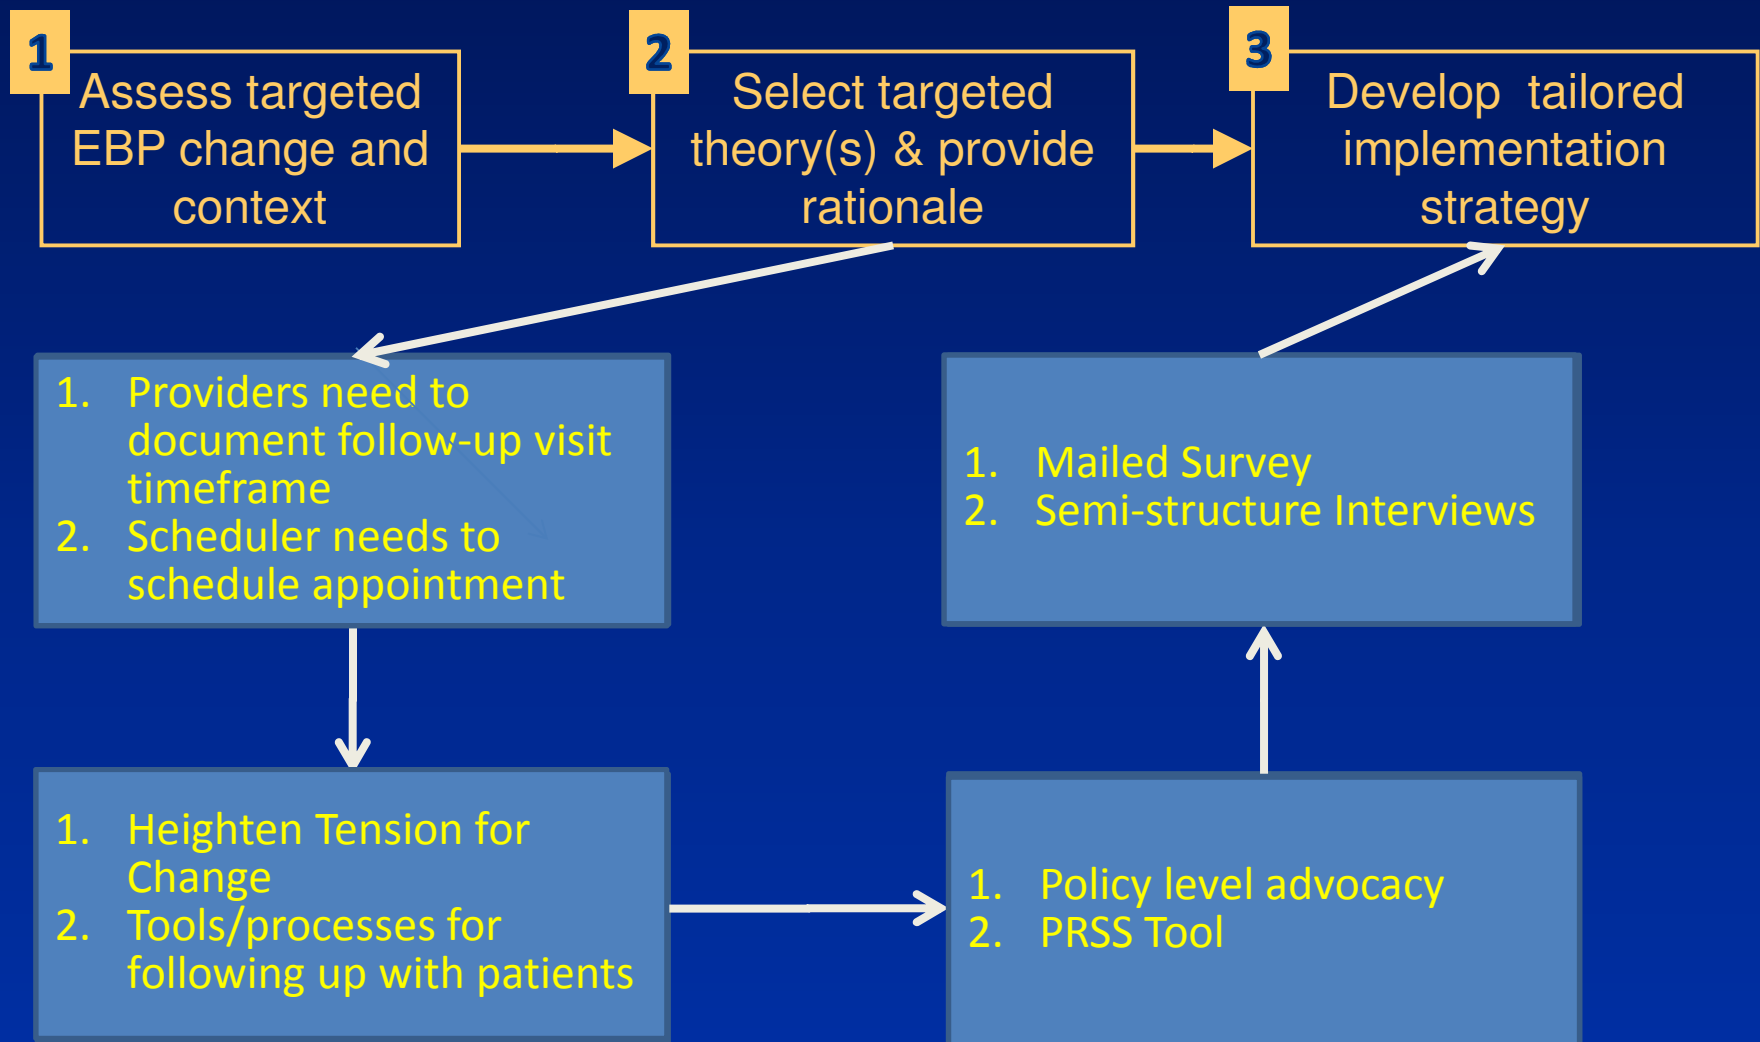 1
Assess targeted
EBP change and
context
2
Select targeted
theory(s) & provide
rationale
3
Develop tailored
implementation
strategy
1. Providers need to
document follow-up visit
timeframe
2. Scheduler needs to
schedule appointment
1. Mailed Survey
2. Semi-structure Interviews
1. Heighten Tension for
Change
2. Tools/processes for
following up with patients
1. Policy level advocacy
2. PRSS Tool